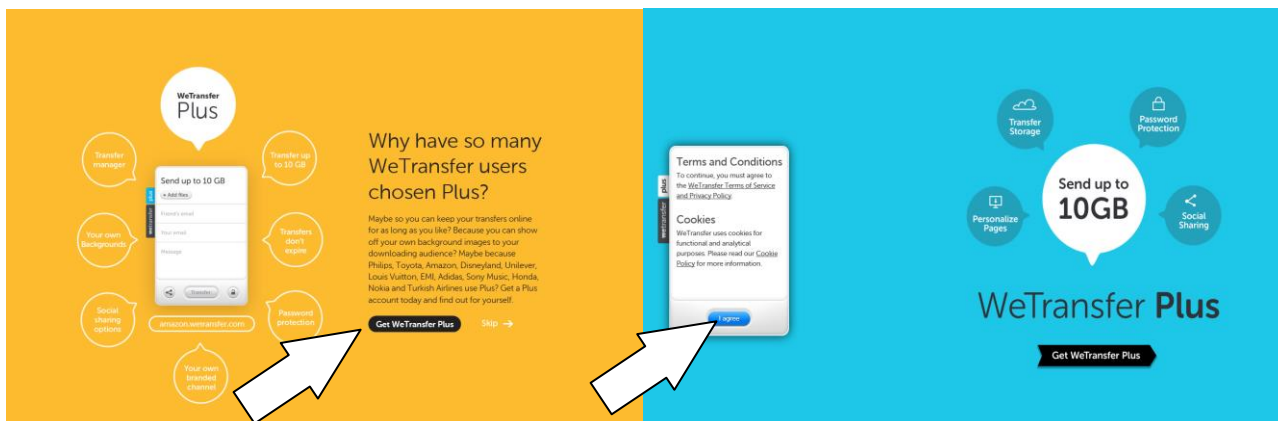 WeTransfer
Plus
Transfer
manager
Transfer up
to 10 GB
Send up to 10 GB
+ Add files
Friend's email
Your email
Message
plus
wetransfer
Your own
Backgrounds
Transfers
don't
expire
Social
sharing
options
Transfer
Password
protection
amazon.wetransfer.com
Your own
branded
channel
Why have so many
WeTransfer users
chosen Plus?
Maybe so you can keep your transfers online
for as long as you like? Because you can show
off your own background images to your
downloading audience? Maybe because
Philips, Toyota, Amazon, Disneyland, Unilever,
Louis Vuitton, EMI, Adidas, Sony Music, Honda,
Nokia and Turkish Airlines use Plus? Get a Plus
account today and find out for yourself.
Get WeTransfer Plus
Skip →
plus
wetransfer
Terms and Conditions
To continue, you must agree to
the WeTransfer Terms of Service
and Privacy Policy.
Cookies
WeTransfer uses cookies for
functional and analytical
purposes. Please read our Cookie
Policy for more information.
I agree
Transfer
Storage
Password
Protection
Personalize
Pages
Send up to
10GB
Social
Sharing
WeTransfer Plus
Get WeTransfer Plus